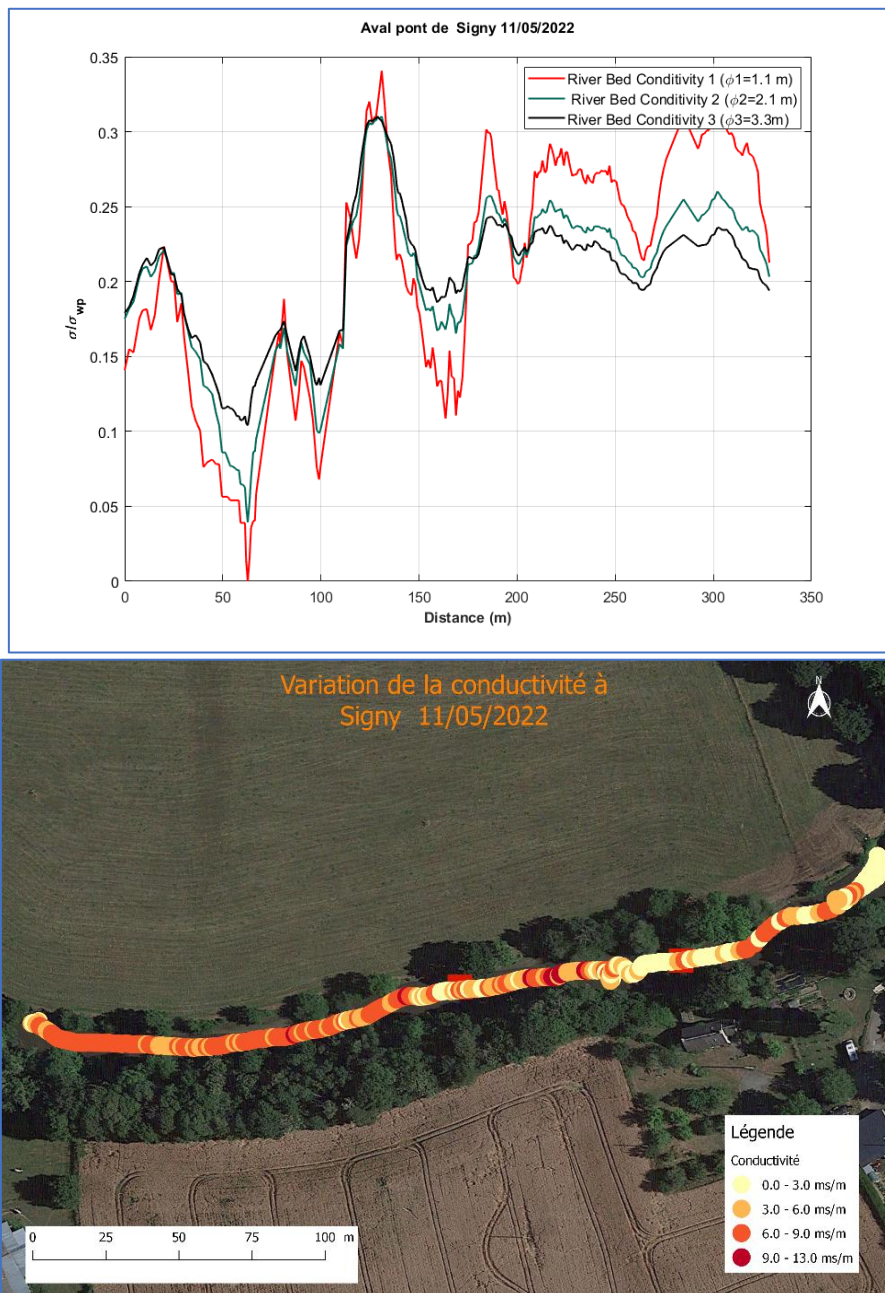 Aval pont de Signy 11/05/2022
River Bed Conditivity 1 (ϕ1=1.1 m)
River Bed Conditivity 2 (ϕ2=2.1 m)
River Bed Conditivity 3 (ϕ3=3.3m)
0.35
0.3
0.25
0.2
0.15
0.1
0.05
0
σ/σwp
0 50 100 150 200 250 300 350
Distance (m)
Variation de la conductivité à
Signy 11/05/2022
N
Légende
Conductivité
0.0 - 3.0 ms/m
3.0 - 6.0 ms/m
6.0 - 9.0 ms/m
9.0 - 13.0 ms/m
0 25 50 75 100 m